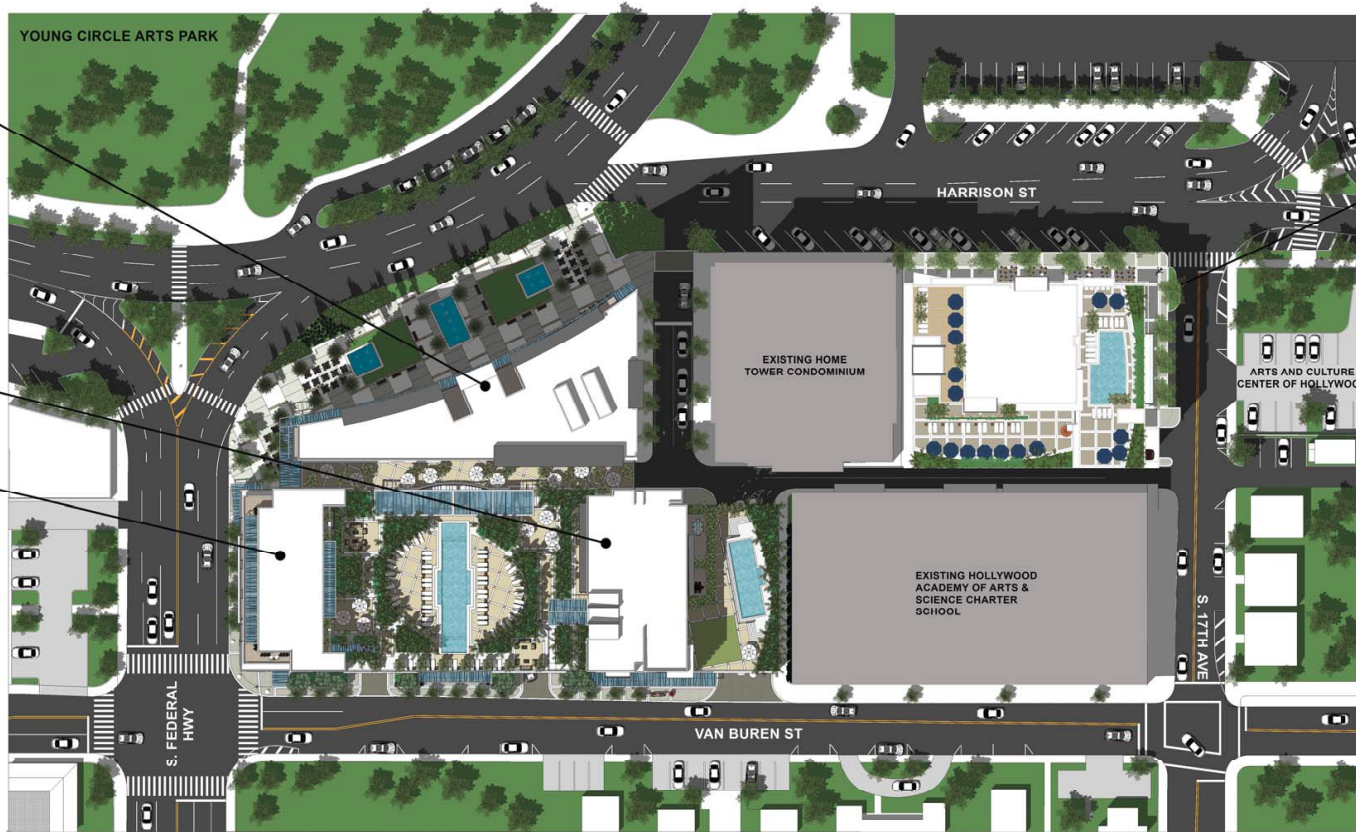 YOUNG CIRCLE ARTS PARK
HARRISON ST
EXISTING HOME
TOWER CONDOMINIUM
ARTS AND CULTURE
CENTER OF
EXISTING HOLLYWOOD
ACADEMY OF ARTS &
SCIENCE CHARTER
SCHOOL
S. 17TH AVE
S. FEDERAL
HWY
VAN BUREN ST